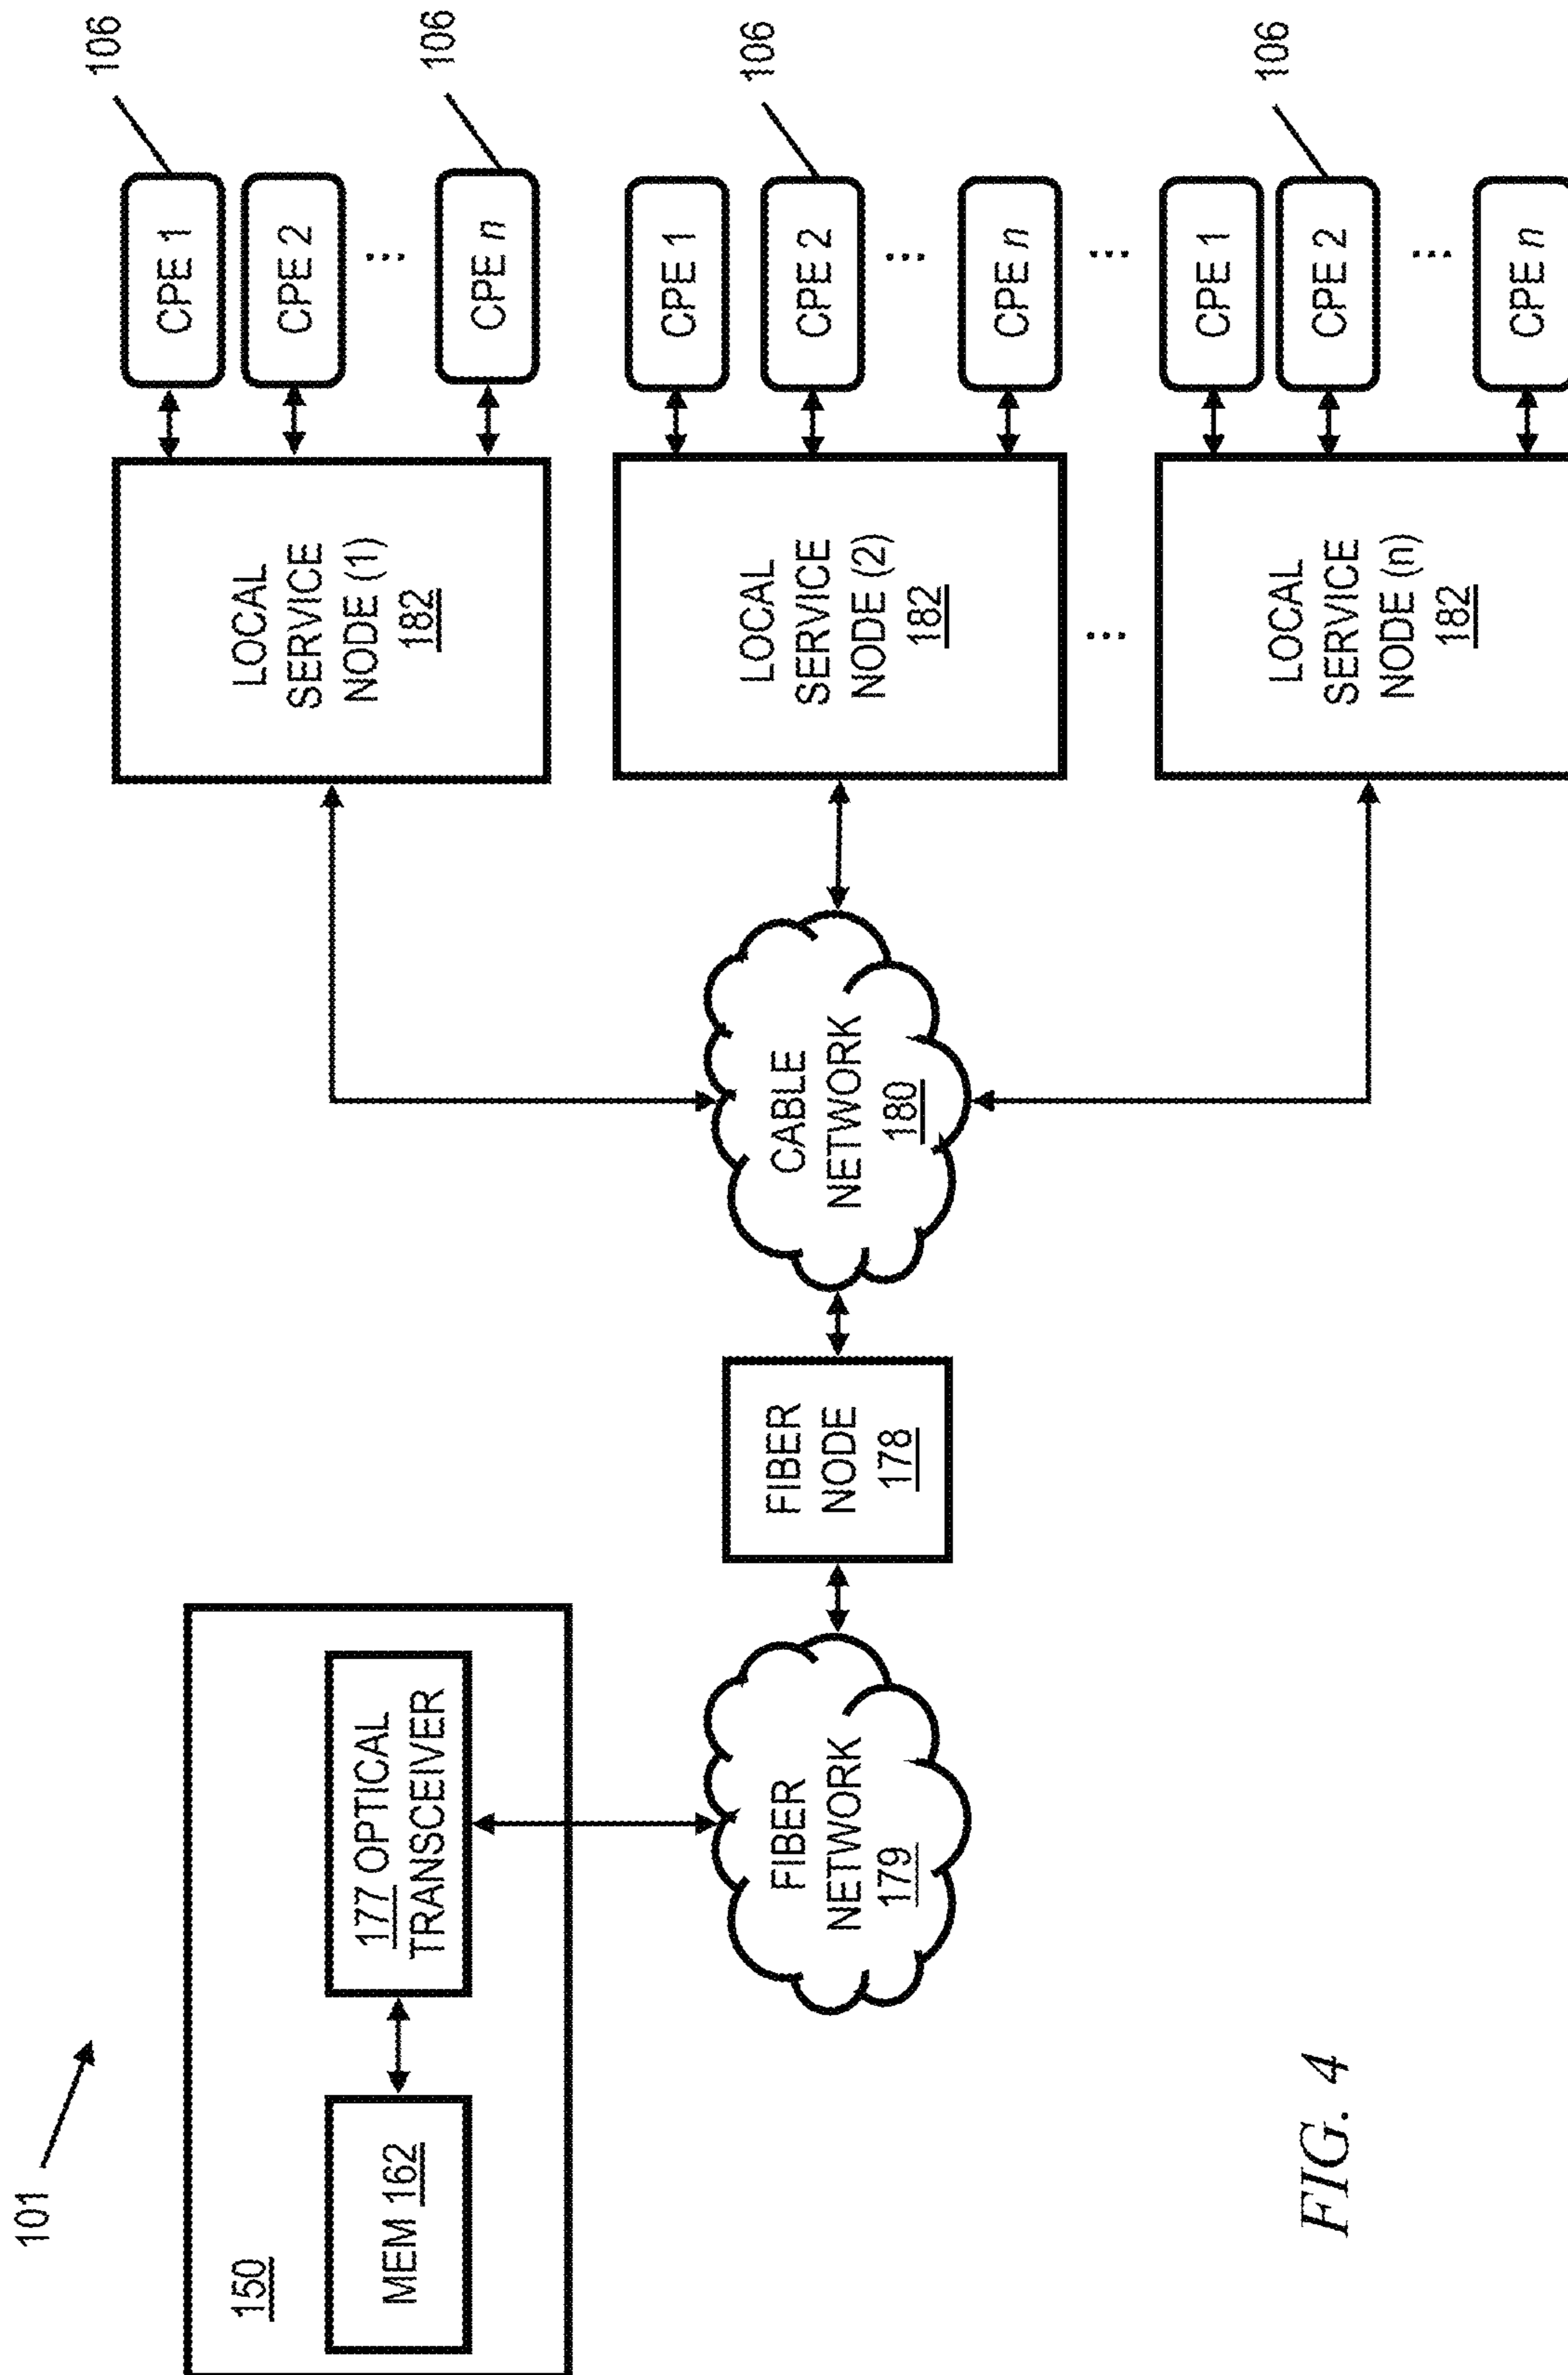 101
150
MEM 162
177 OPTICAL
TRANSCEIVER
FIBER
NETWORK
179
FIBER
NODE
178
CABLE
NETWORK
180
LOCAL
SERVICE
NODE (1)
182
LOCAL
SERVICE
NODE (2)
182
...
LOCAL
SERVICE
NODE (n)
182
CPE 1
CPE 2
...
CPE n
106
106
CPE 1
CPE 2
...
CPE n
106
...
CPE 1
CPE 2
...
CPE n
106
FIG. 4